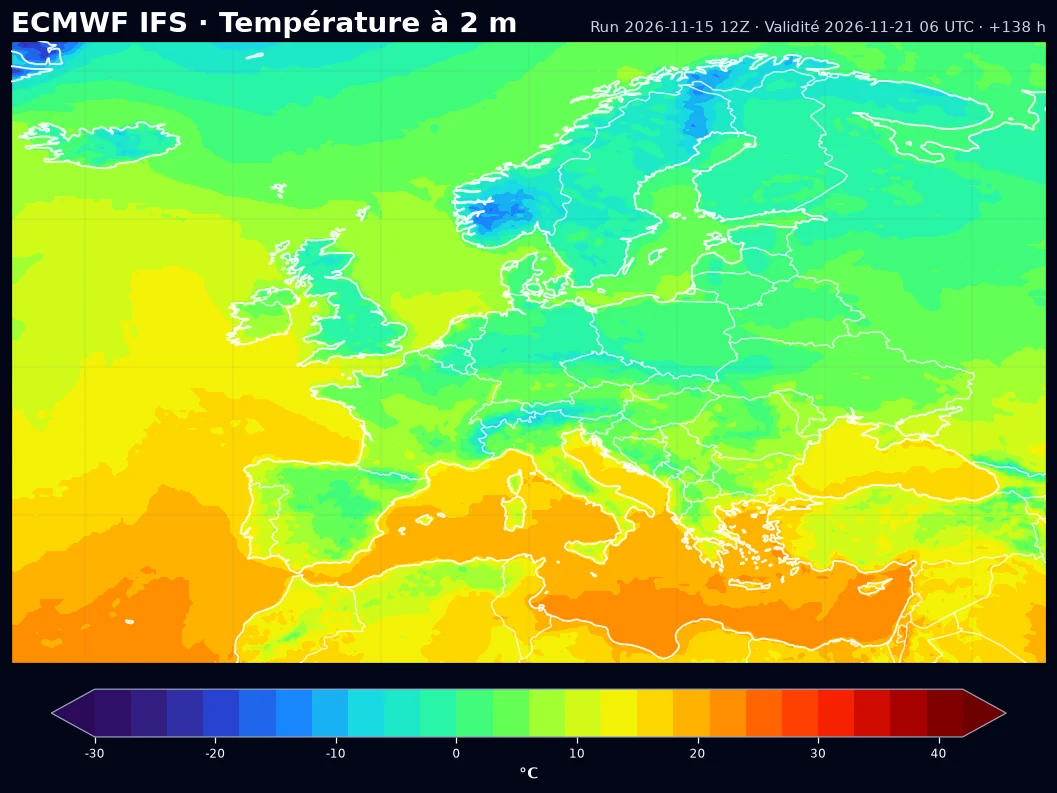 ECMWF IFS · Température à 2 m
Run 2026-11-15 12Z · Validité 2026-11-21 06 UTC · +138 h
-30 -20 -10 0 10 20 30 40
°C